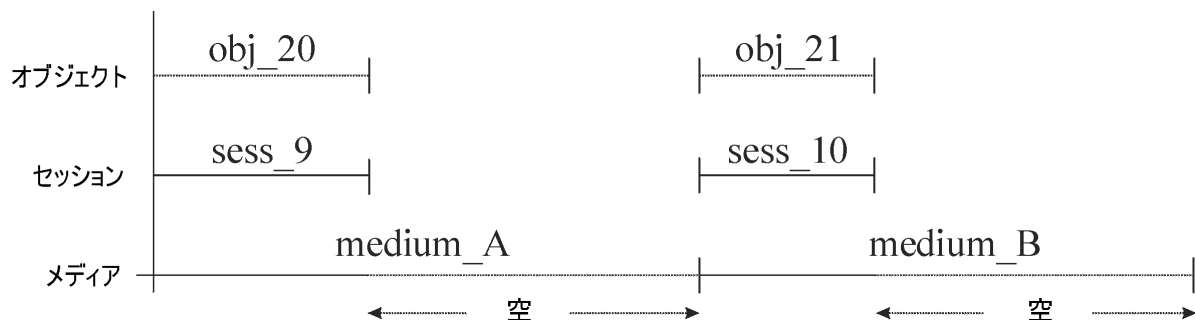 obj_20 obj_21
オブジェクト
sess_9 sess_10
セッション
medium_A medium_B
メディア
空 空